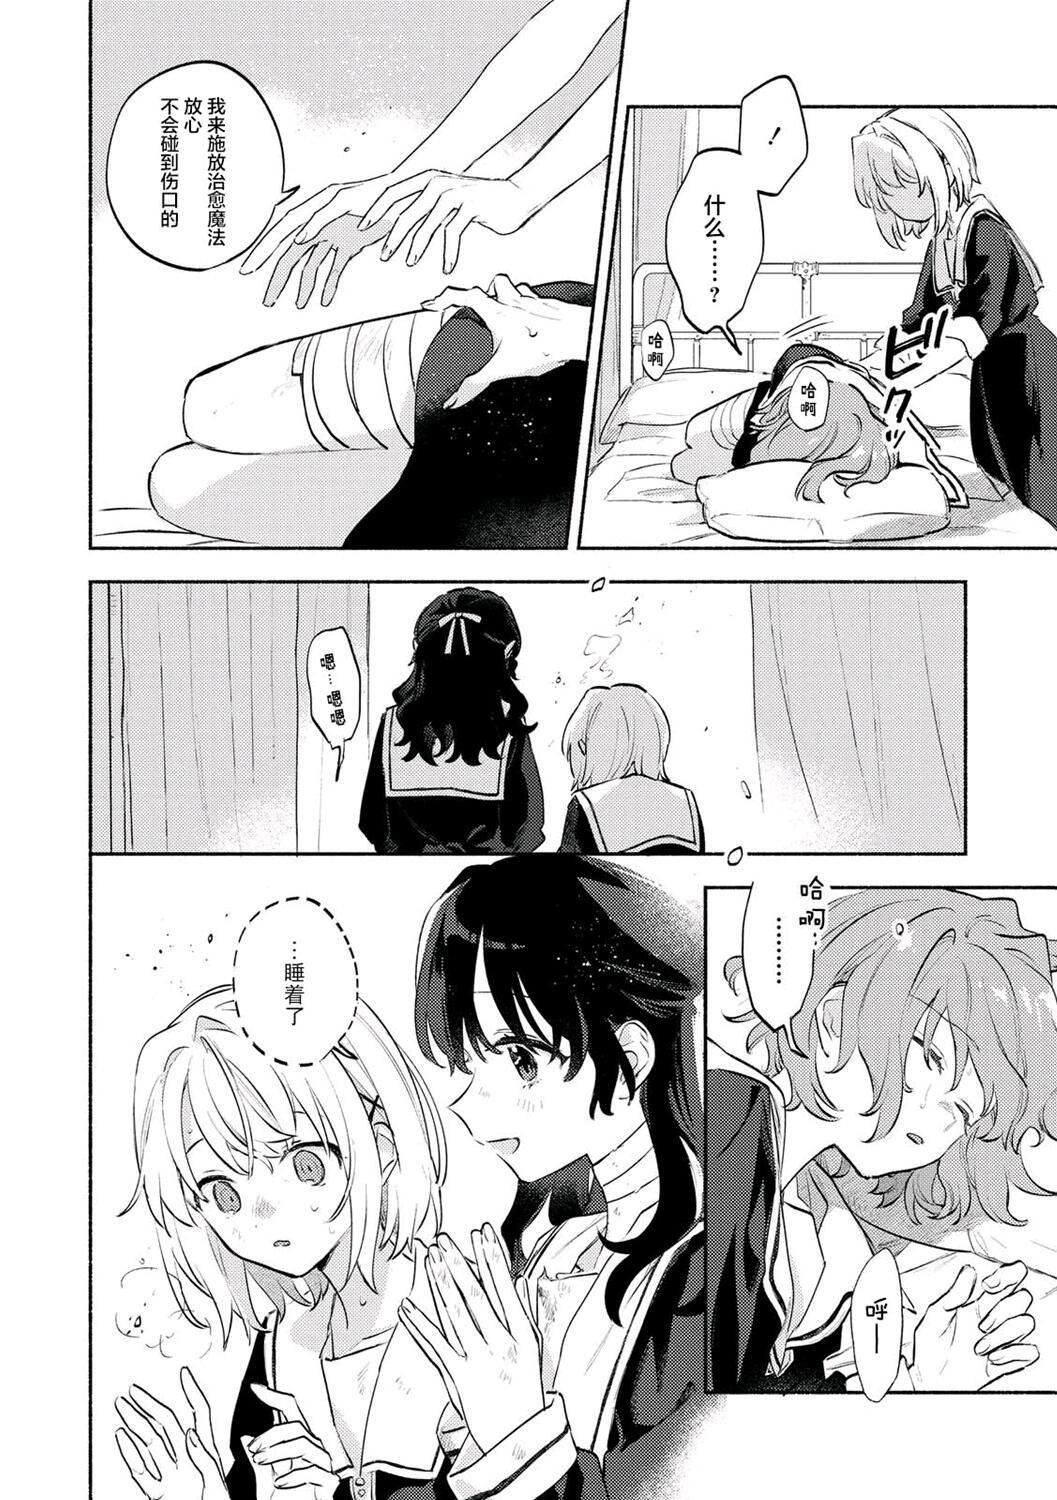 ！
什么……？
哈啊
哈啊
ビクッ
我来施放治愈魔法
放心
不会碰到伤口的
嗯…嗯嗯
哈啊…………
呼—
…睡着了